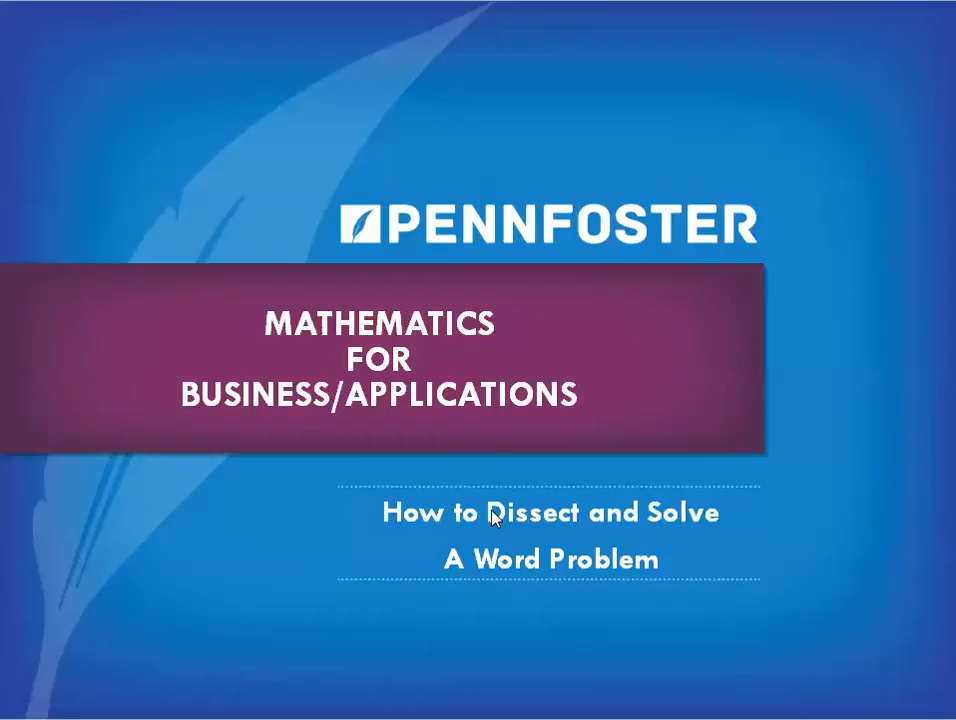 PENNFOSTER
MATHEMATICS
FOR
BUSINESS/APPLICATIONS
How to Dissect and Solve
A Word Problem